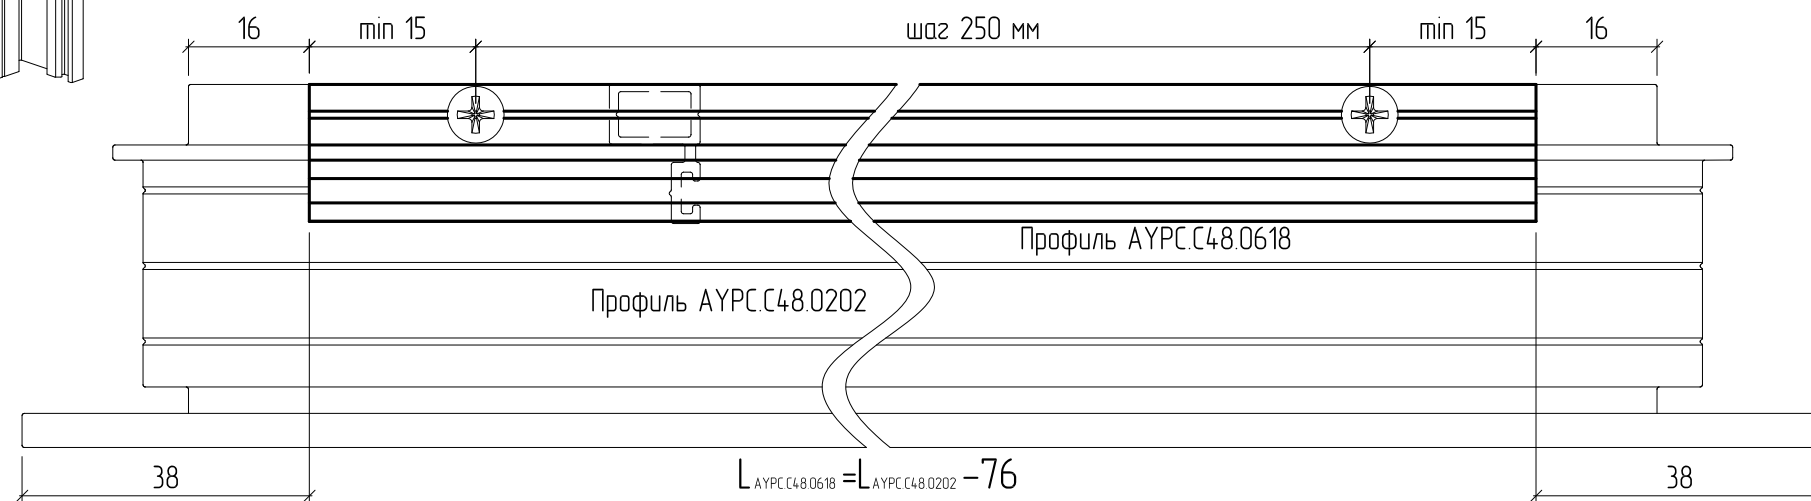 16 min 15 шаг 250 мм min 15 16
Профиль AYPC.C48.0618
Профиль AYPC.C48.0202
38 L AYPC.C48.0618 =L AYPC.C48.0202 -76 38